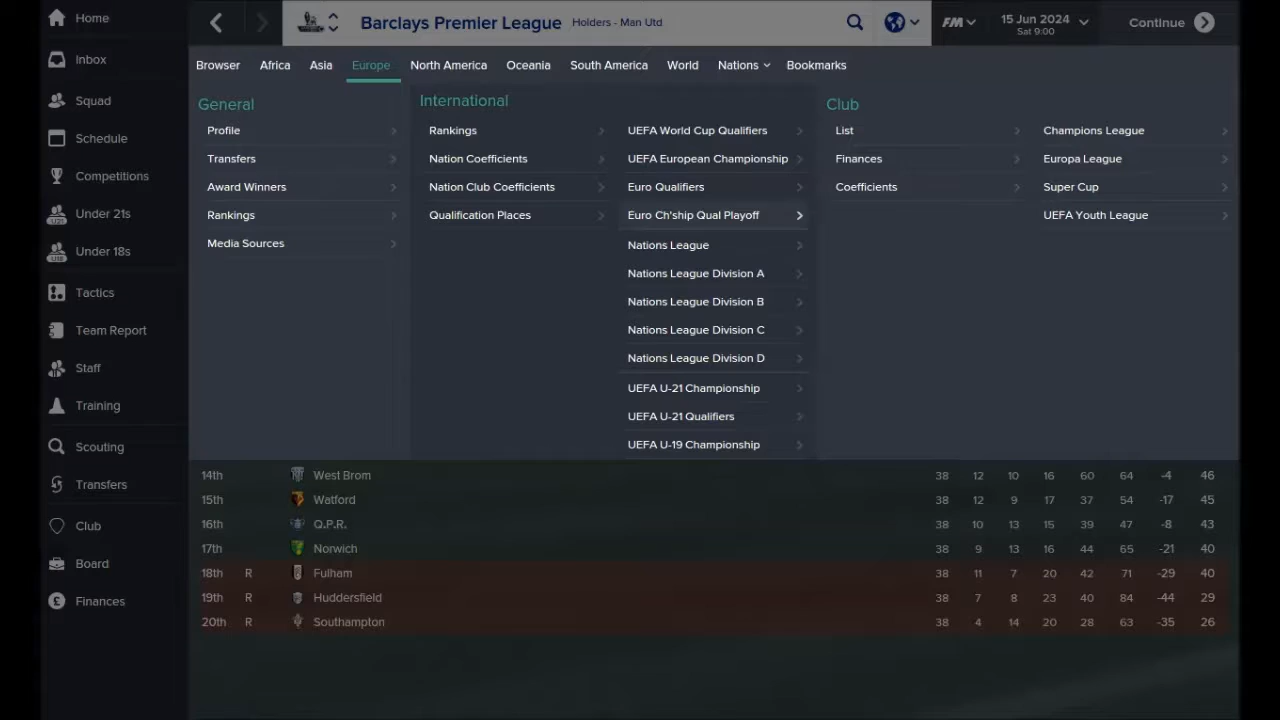 Home
Inbox
Squad
Schedule
Competitions
Under 21s
Under 18s
Tactics
Team Report
Staff
Training
Scouting
Transfers
Club
Board
Finances
Barclays Premier League Holders - Man Utd
FM
15 Jun 2024
Sat 9:00
Continue
Browser Africa Asia Europe North America Oceania South America World Nations Bookmarks
General
Profile
Transfers
Award Winners
Rankings
Media Sources
International
Rankings
Nation Coefficients
Nation Club Coefficients
Qualification Places
UEFA World Cup Qualifiers
UEFA European Championship
Euro Qualifiers
Euro Ch'ship Qual Playoff
Nations League
Nations League Division A
Nations League Division B
Nations League Division C
Nations League Division D
UEFA U-21 Championship
UEFA U-21 Qualifiers
UEFA U-19 Championship
Club
List
Finances
Coefficients
Champions League
Europa League
Super Cup
UEFA Youth League
14th West Brom 38 12 10 16 60 64 -4 46
15th Watford 38 12 9 17 37 54 -17 45
16th Q.P.R. 38 10 13 15 39 47 -8 43
17th Norwich 38 9 13 16 44 65 -21 40
18th R Fulham 38 11 7 20 42 71 -29 40
19th R Huddersfield 38 7 8 23 40 84 -44 29
20th R Southampton 38 4 14 20 28 63 -35 26